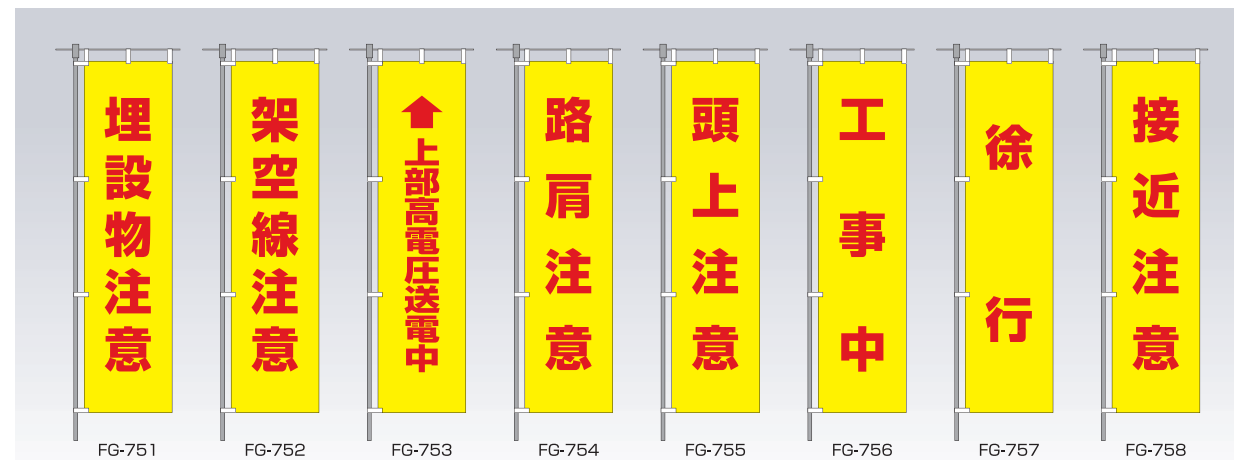 埋設物注意
架空線注意
⬆上部高電圧送電中
路肩注意
頭上注意
工事中
徐行
接近注意
FG-751
FG-752
FG-753
FG-754
FG-755
FG-756
FG-757
FG-758